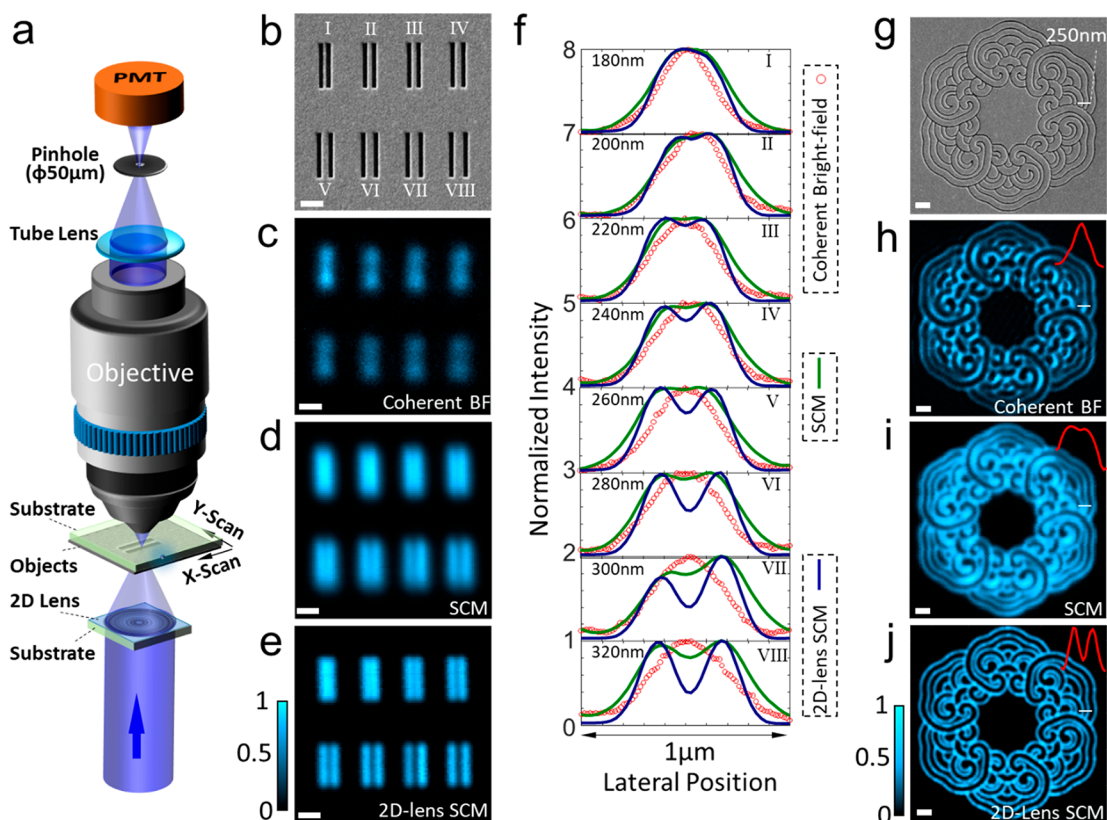 a
PMT
Pinhole
(ϕ50μm)
Tube Lens
Objective
Substrate
Objects
2D Lens
Substrate
Y-Scan
X-Scan
b
I II III IV
V VI VII VIII
c
Coherent BF
d
SCM
e
2D-lens SCM
1
0.5
0
f
Normalized Intensity
8
7
6
5
4
3
2
1
0
180nm I
200nm II
220nm III
240nm IV
260nm V
280nm VI
300nm VII
320nm VIII
1μm
Lateral Position
Coherent Bright-field
SCM
2D-lens SCM
g
250nm
h
Coherent BF
i
SCM
j
2D-Lens SCM
1
0.5
0